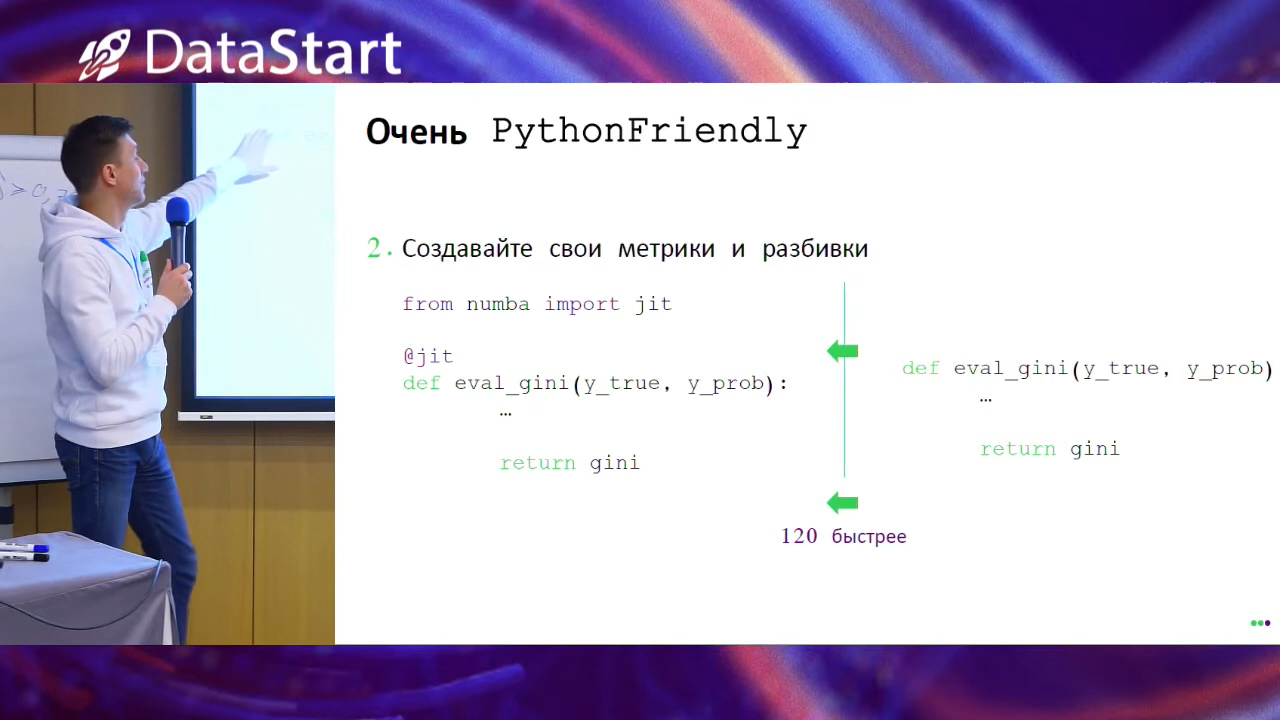 DataStart
Очень PythonFriendly
2. Создавайте свои метрики и разбивки
from numba import jit
@jit
def eval_gini(y_true, y_prob):
…
return gini
def eval_gini(y_true, y_prob)
…
return gini
120 быстрее